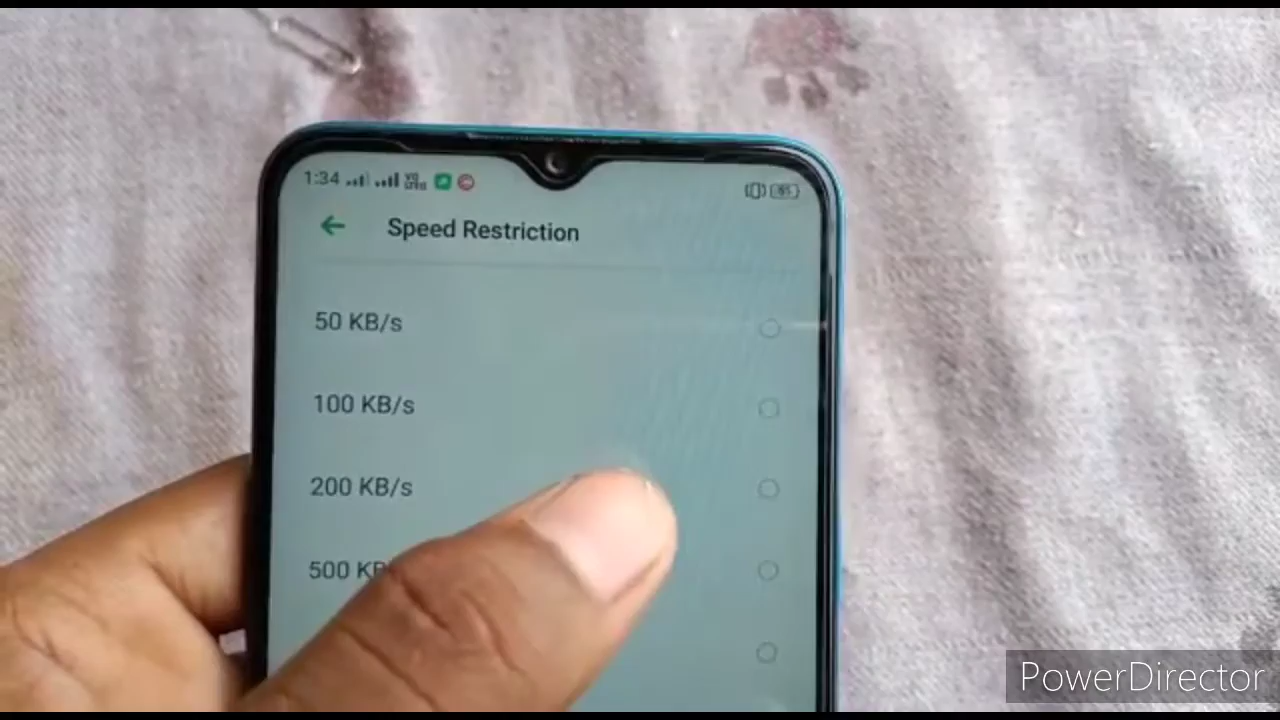 1:34
Speed Restriction
50 KB/s
100 KB/s
200 KB/s
500 KB
PowerDirector